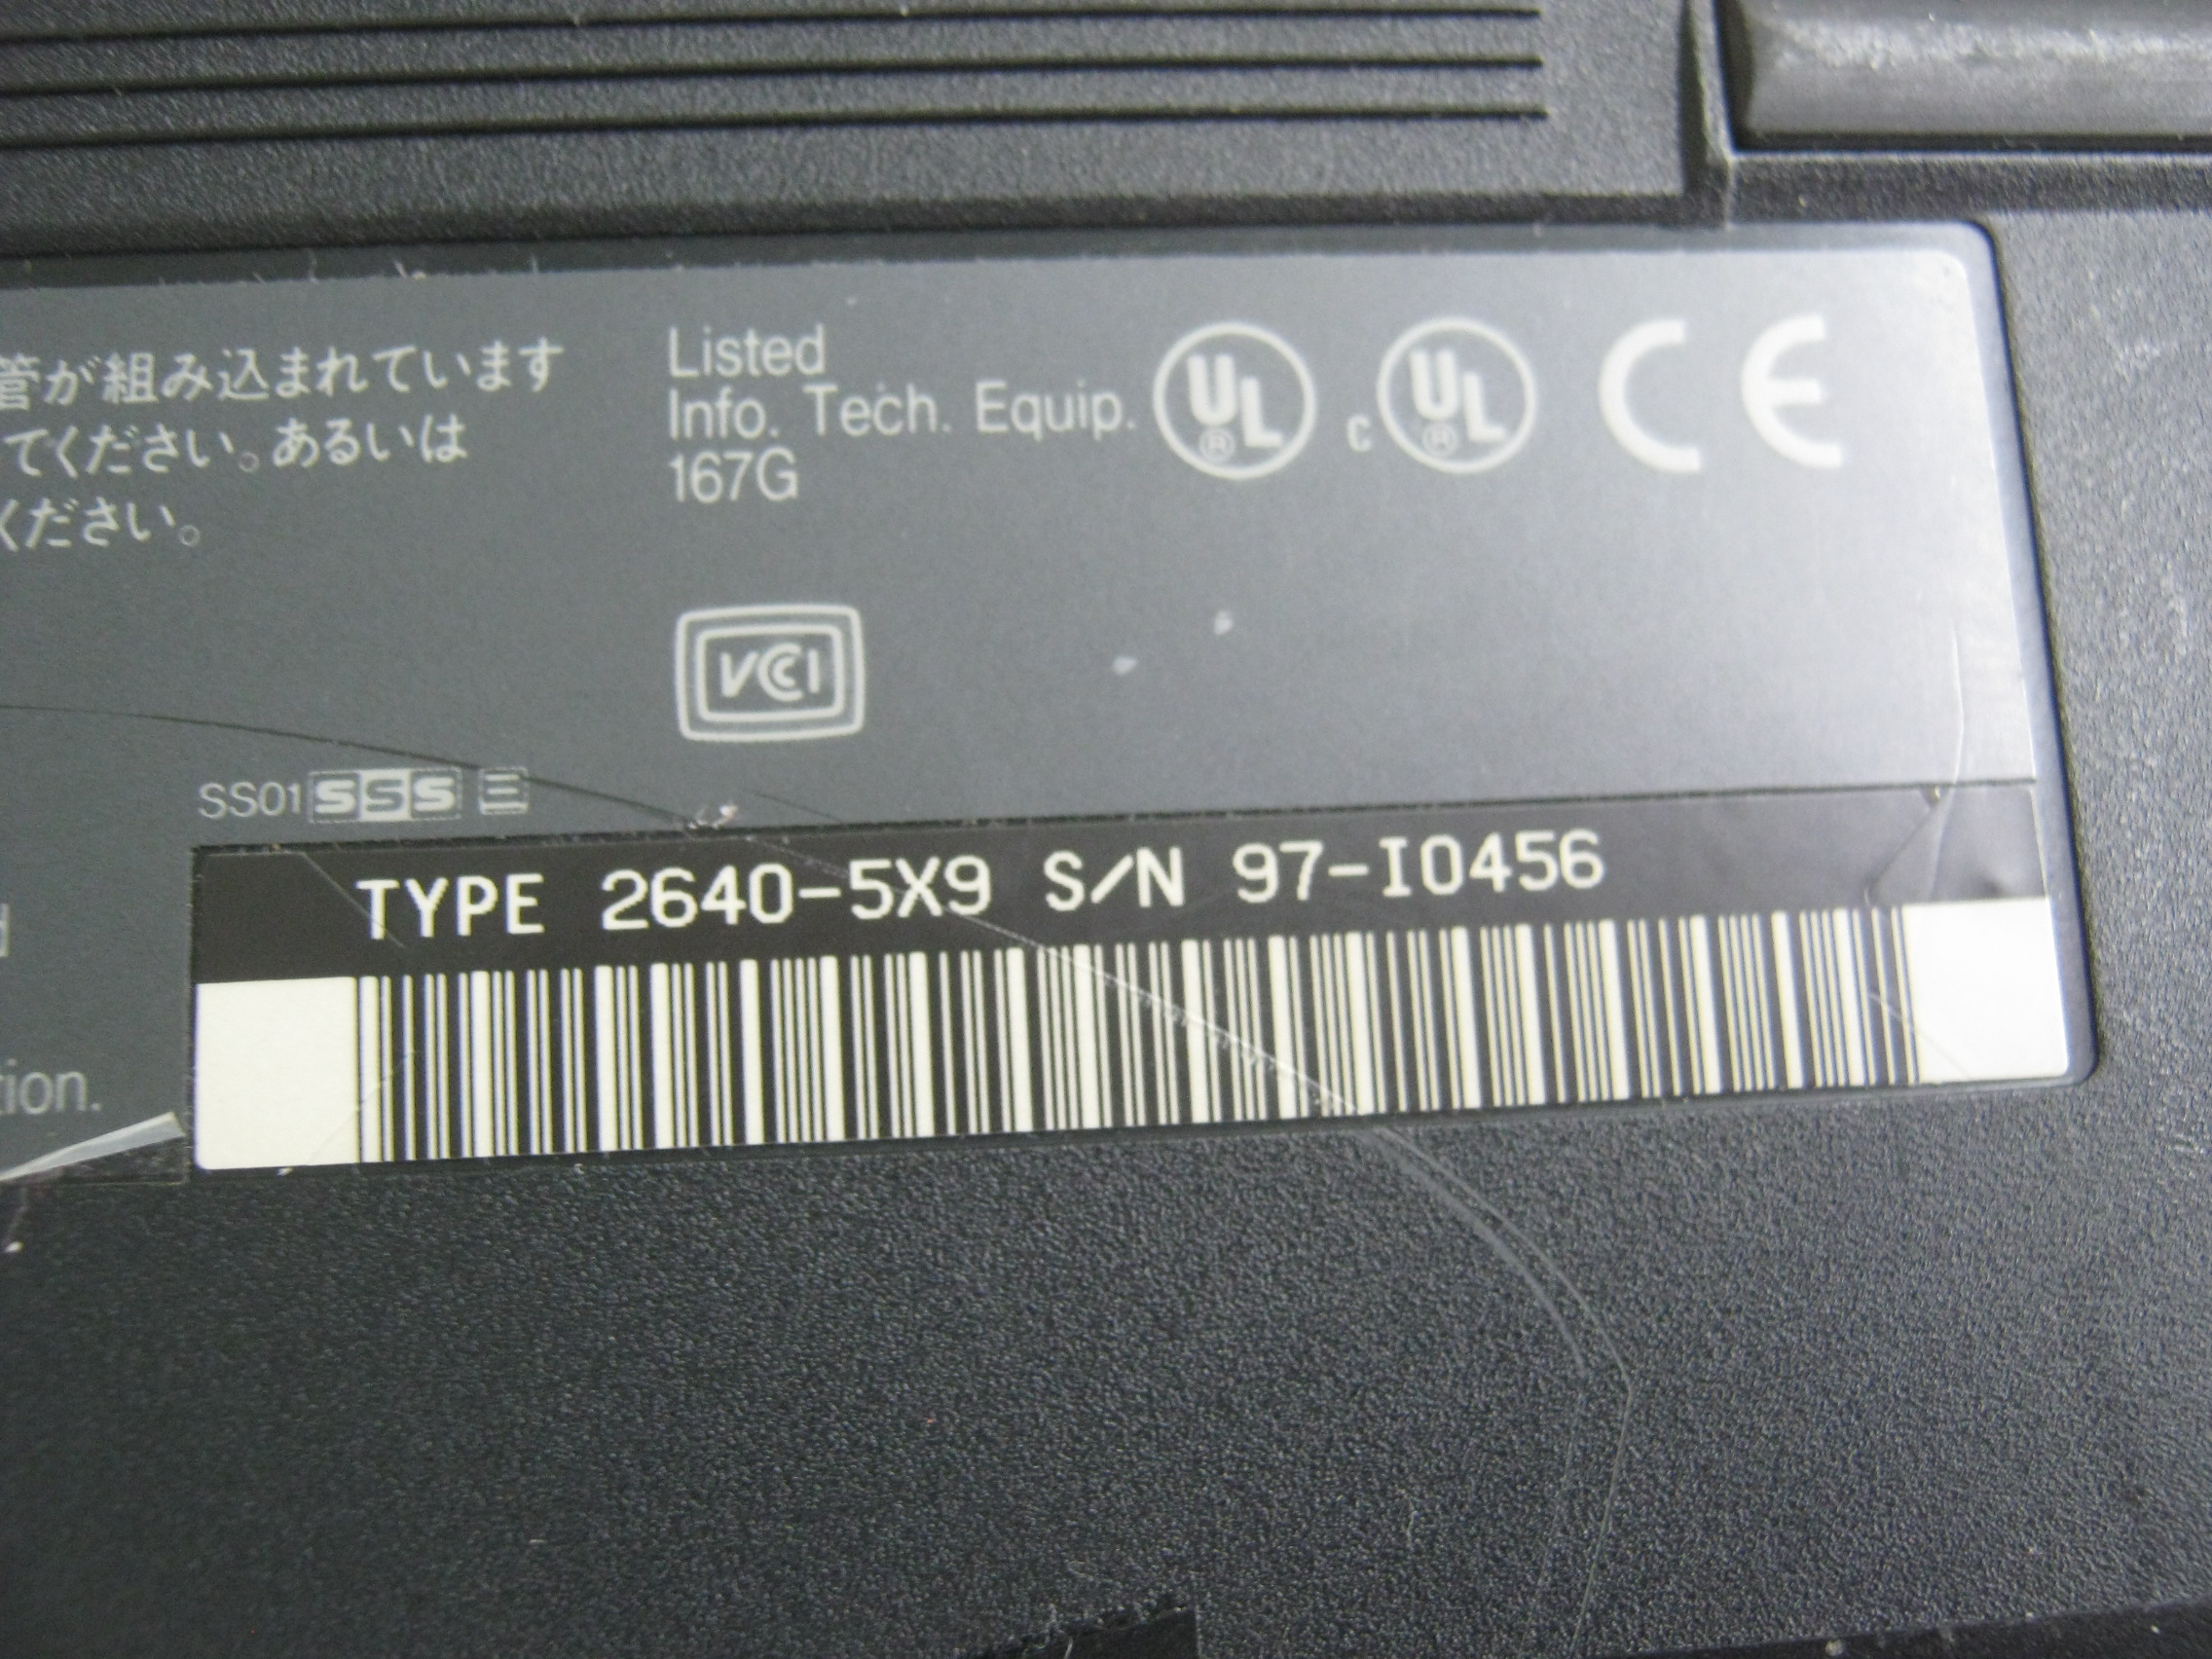 管が組み込まれています
てください。あるいは
ください。
Listed
Info. Tech. Equip.
167G
UL
®
c
UL
®
CE
VCCI
SS01 SSS E
TYPE 2640-5X9 S/N 97-I0456
tion.